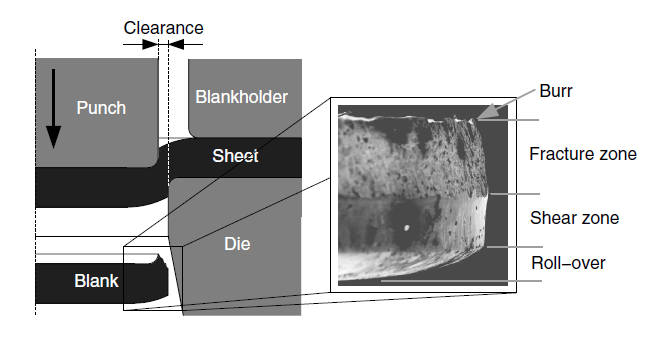 Clearance
Punch
Blankholder
Sheet
Die
Blank
Burr
Fracture zone
Shear zone
Roll−over